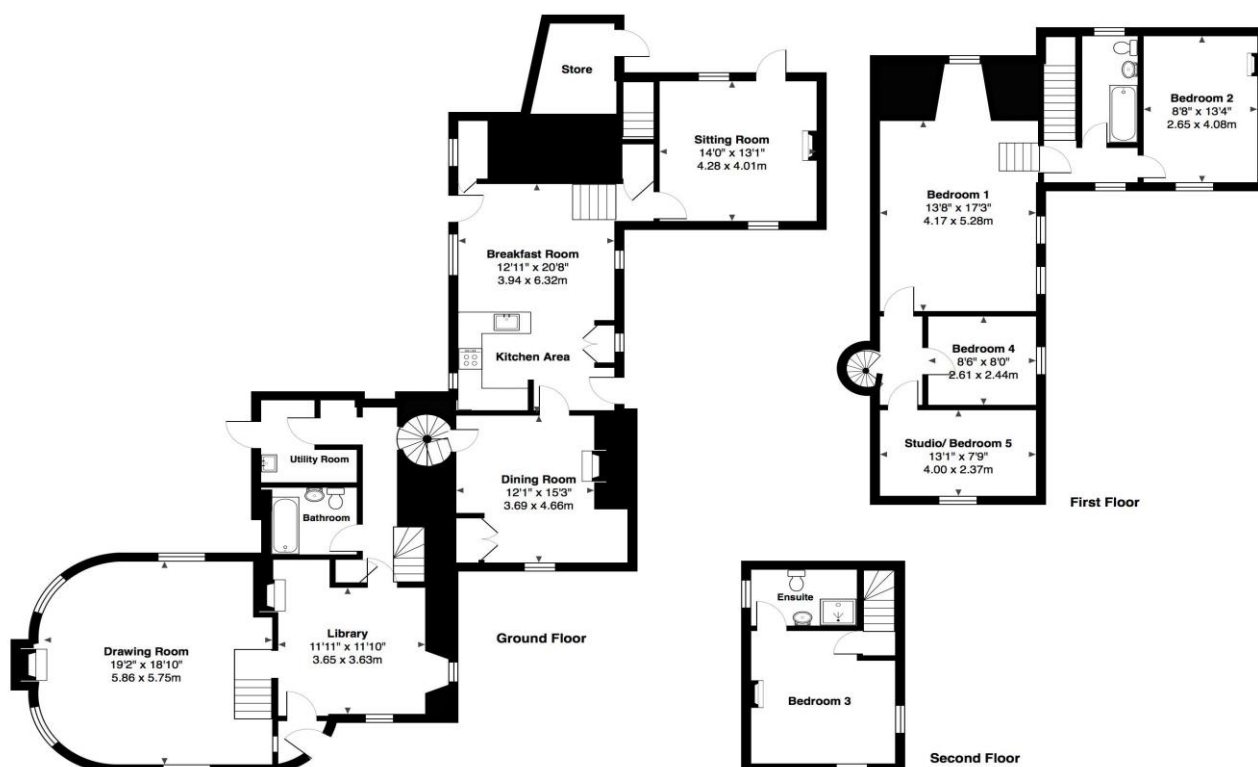 Store
Sitting Room
14'0" x 13'1"
4.28 x 4.01m
Breakfast Room
12'11" x 20'8"
3.94 x 6.32m
Kitchen Area
Utility Room
Bathroom
Dining Room
12'1" x 15'3"
3.69 x 4.66m
Library
11'11" x 11'10"
3.65 x 3.63m
Drawing Room
19'2" x 18'10"
5.86 x 5.75m
Ground Floor
Bedroom 2
8'8" x 13'4"
2.65 x 4.08m
Bedroom 1
13'8" x 17'3"
4.17 x 5.28m
Bedroom 4
8'6" x 8'0"
2.61 x 2.44m
Studio/ Bedroom 5
13'1" x 7'9"
4.00 x 2.37m
First Floor
Ensuite
Bedroom 3
Second Floor